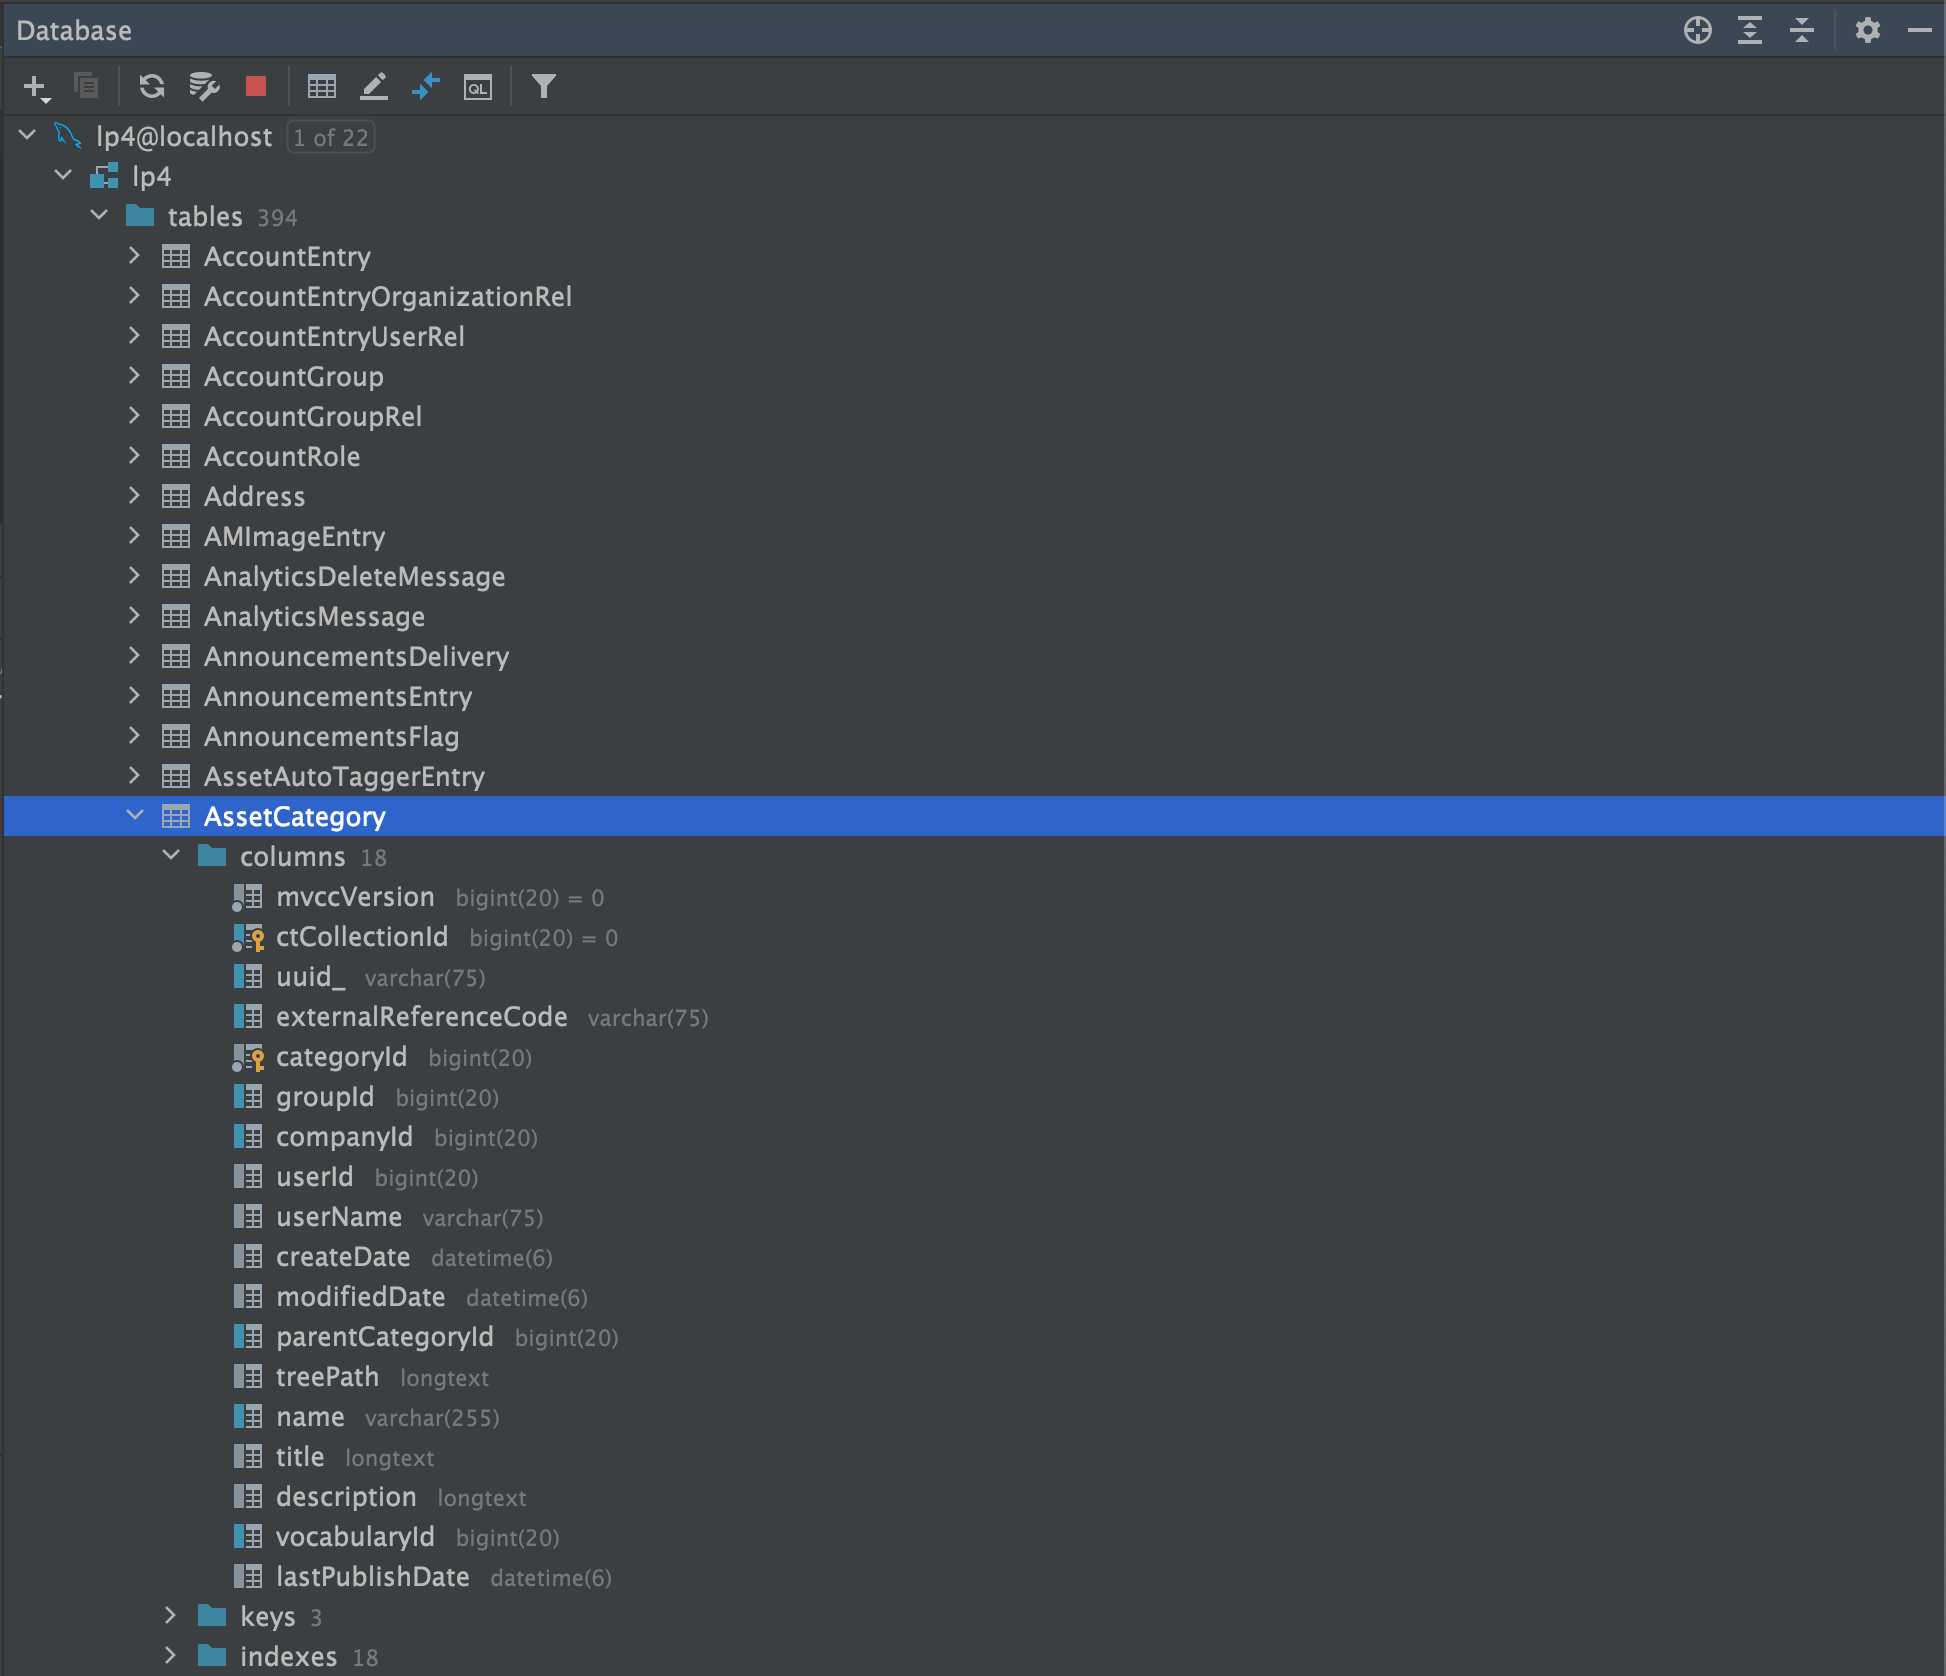 Database
QL
lp4@localhost 1 of 22
lp4
tables 394
AccountEntry
AccountEntryOrganizationRel
AccountEntryUserRel
AccountGroup
AccountGroupRel
AccountRole
Address
AMImageEntry
AnalyticsDeleteMessage
AnalyticsMessage
AnnouncementsDelivery
AnnouncementsEntry
AnnouncementsFlag
AssetAutoTaggerEntry
AssetCategory
columns 18
mvccVersion bigint(20) = 0
ctCollectionId bigint(20) = 0
uuid_ varchar(75)
externalReferenceCode varchar(75)
categoryId bigint(20)
groupId bigint(20)
companyId bigint(20)
userId bigint(20)
userName varchar(75)
createDate datetime(6)
modifiedDate datetime(6)
parentCategoryId bigint(20)
treePath longtext
name varchar(255)
title longtext
description longtext
vocabularyId bigint(20)
lastPublishDate datetime(6)
keys 3
indexes 18